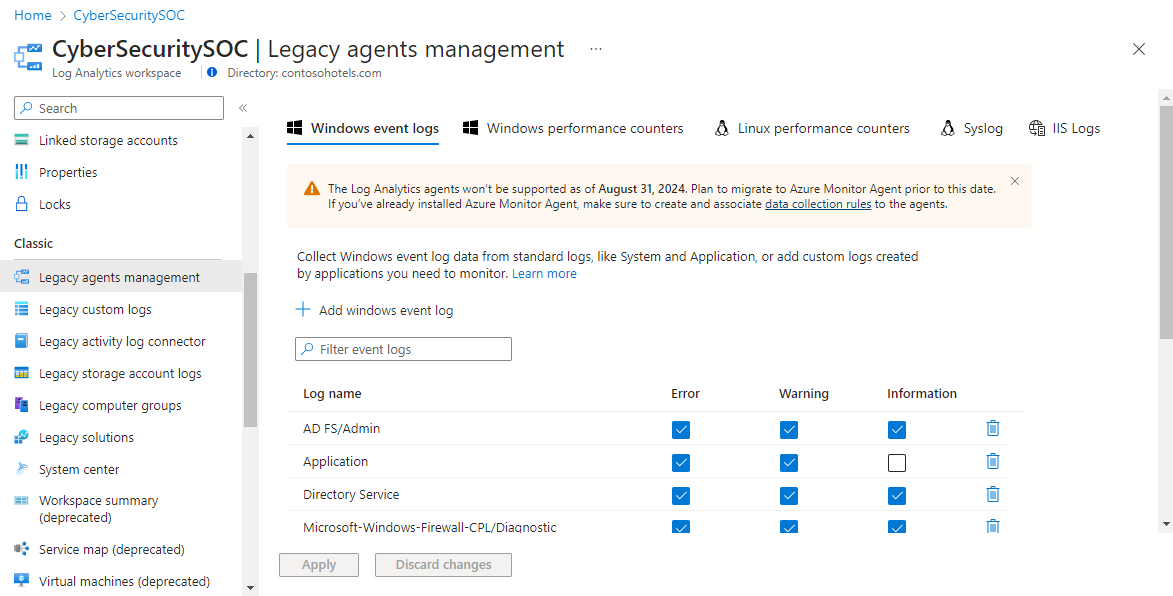 Home > CyberSecuritySOC
CyberSecuritySOC | Legacy agents management ...
Log Analytics workspace
Directory: contosohotels.com
Search
«
Linked storage accounts
Properties
Locks
Classic
Legacy agents management
Legacy custom logs
Legacy activity log connector
Legacy storage account logs
Legacy computer groups
Legacy solutions
System center
Workspace summary
(deprecated)
Service map (deprecated)
Virtual machines (deprecated)
Windows event logs
Windows performance counters
Linux performance counters
Syslog
IIS Logs
The Log Analytics agents won't be supported as of August 31, 2024. Plan to migrate to Azure Monitor Agent prior to this date.
If you've already installed Azure Monitor Agent, make sure to create and associate data collection rules to the agents.
Collect Windows event log data from standard logs, like System and Application, or add custom logs created
by applications you need to monitor. Learn more
Add windows event log
Filter event logs
Log name Error Warning Information
AD FS/Admin
Application
Directory Service
Microsoft-Windows-Firewall-CPL/Diagnostic
Apply
Discard changes